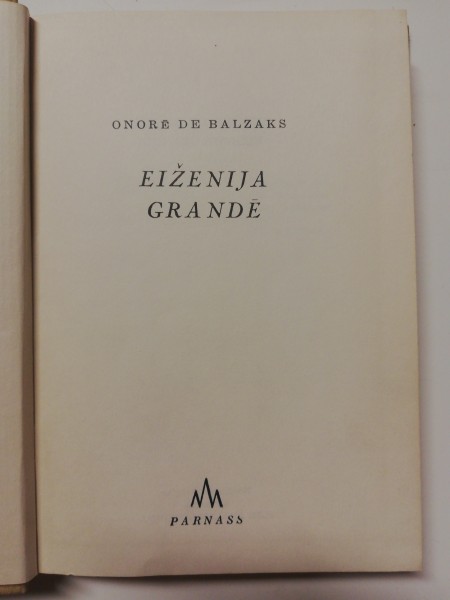 ONORĒ DE BALZAKS
EIŽENIJA
GRANDĒ
PARNASS